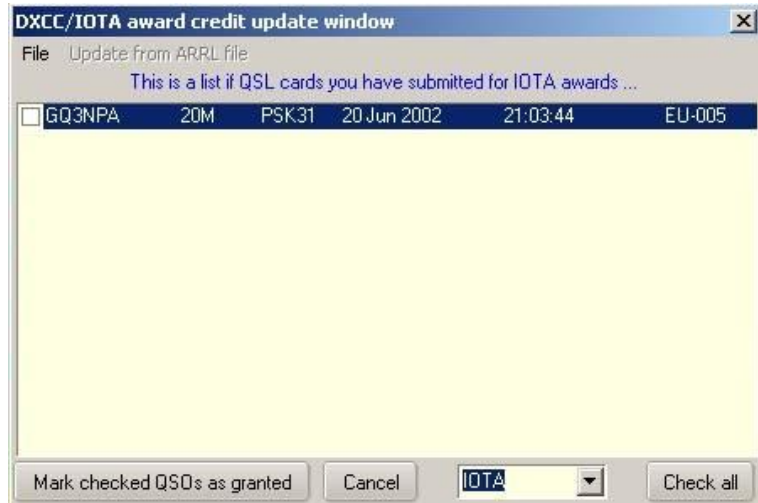 DXCC/IOTA award credit update window
File Update from ARRL file
This is a list if QSL cards you have submitted for IOTA awards ...
GQ3NPA 20M PSK31 20 Jun 2002 21:03:44 EU-005
Mark checked QSOs as granted Cancel IOTA Check all